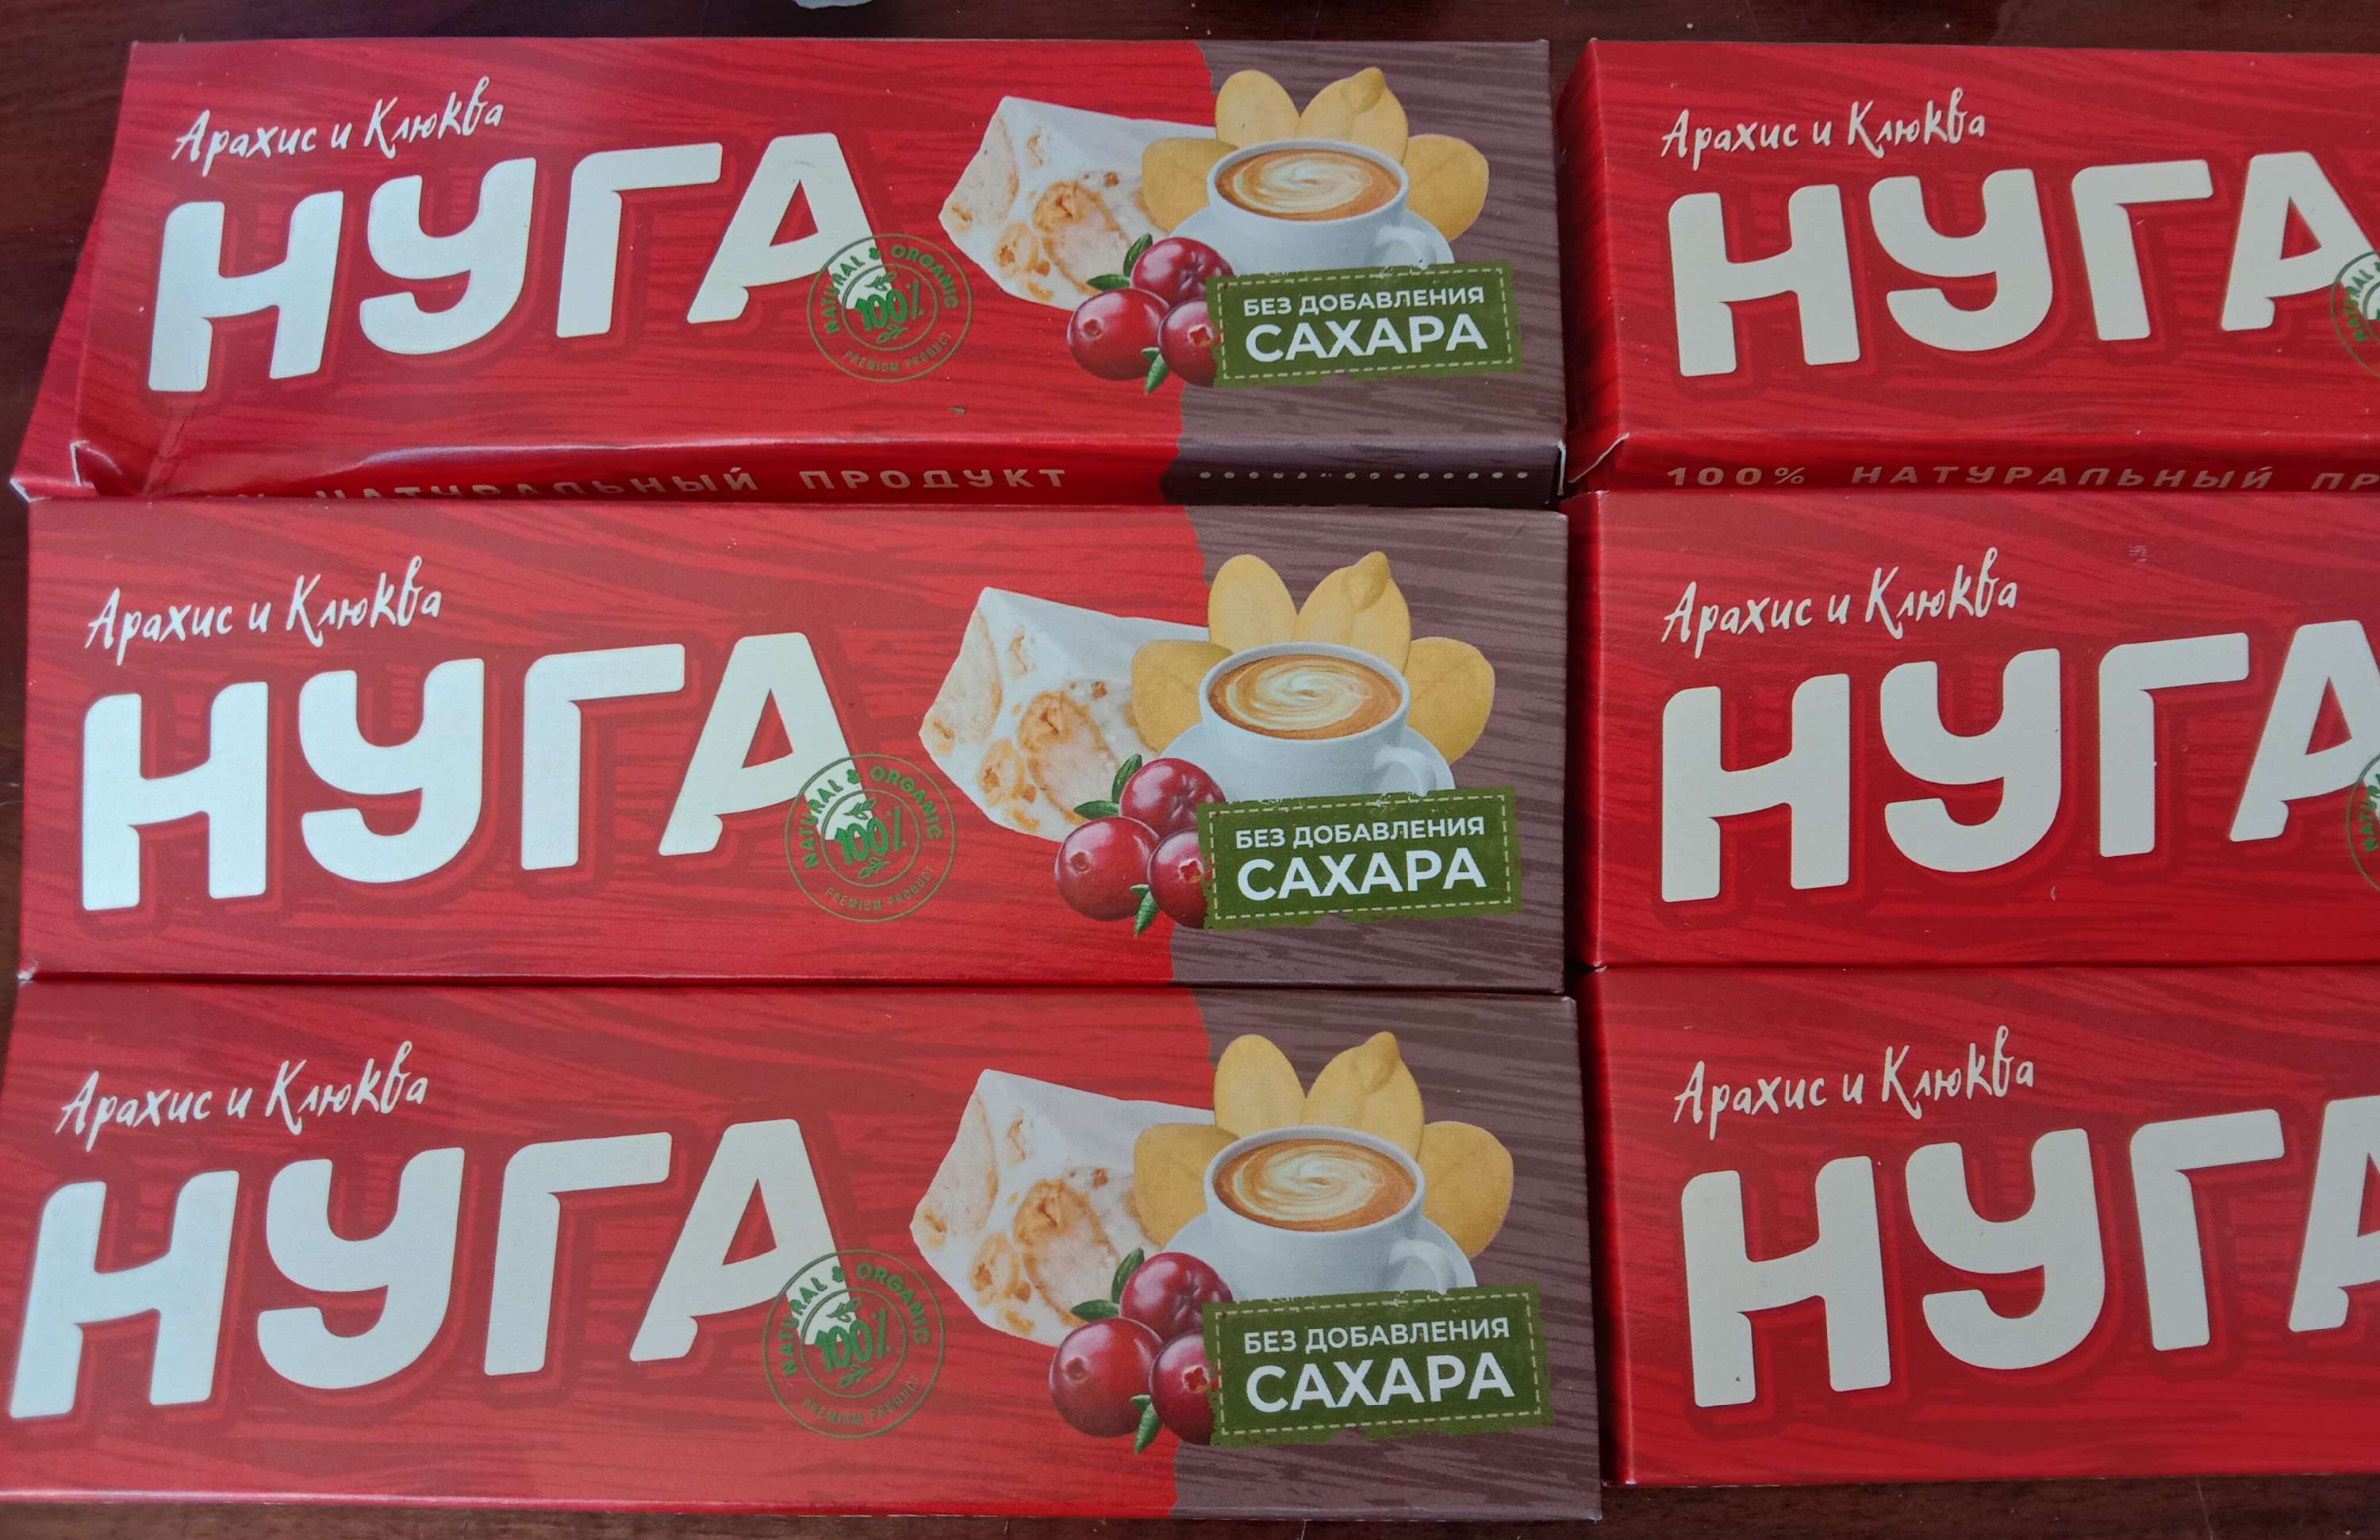 Арахис и Клюква
НУГА
NATURAL & ORGANIC
100%
PREMIUM PRODUCT
БЕЗ ДОБАВЛЕНИЯ
САХАРА
% НАТУРАЛЬНЫЙ ПРОДУКТ
Арахис и Клюква
НУГА
100% НАТУРАЛЬНЫЙ ПР
Арахис и Клюква
НУГА
NATURAL & ORGANIC
100%
PREMIUM PRODUCT
БЕЗ ДОБАВЛЕНИЯ
САХАРА
Арахис и Клюква
НУГА
Арахис и Клюква
НУГА
NATURAL & ORGANIC
100%
PREMIUM PRODUCT
БЕЗ ДОБАВЛЕНИЯ
САХАРА
Арахис и Клюква
НУГА